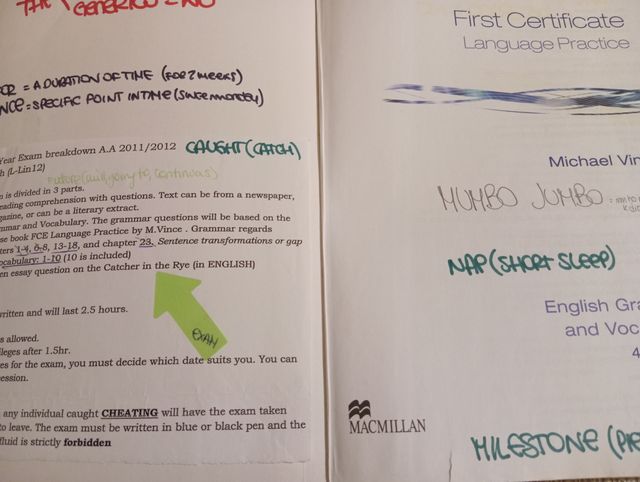 THE GENERICO = NO
= A DURATION OF TIME (FOR 2 WEEKS)
= SPECIFIC POINT IN TIME (since monday)
Year Exam breakdown A.A 2011/2012 CAUGHT (CATCH)
(L-Lin12)
is divided in 3 parts.
eading comprehension with questions. Text can be from a newspaper,
gazine, or can be a literary extract.
mmar and Vocabulary. The grammar questions will be based on the
se book FCE Language Practice by M.Vince . Grammar regards
ters 1-4, 6-8, 13-18, and chapter 23. Sentence transformations or gap
ocabulary: 1-10 (10 is included)
en essay question on the Catcher in the Rye (in ENGLISH)
EXAM
written and will last 2.5 hours.
s allowed.
lleges after 1.5hr.
es for the exam, you must decide which date suits you. You can
ession.
any individual caught CHEATING will have the exam taken
to leave. The exam must be written in blue or black pen and the
fluid is strictly forbidden
First Certificate
Language Practice
Michael Vin
MUMBO JUMBO
NAP (SHORT SLEEP)
English Gra
and Voc
4
MACMILLAN
MILESTONE (PIE